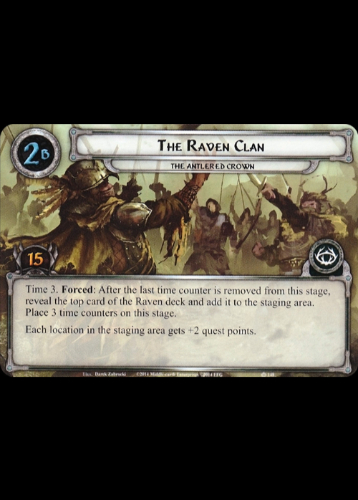 2B
THE RAVEN CLAN
THE ANTLERED CROWN
15
Time 3. Forced: After the last time counter is removed from this stage,
reveal the top card of the Raven deck and add it to the staging area.
Place 3 time counters on this stage.
Each location in the staging area gets +2 quest points.